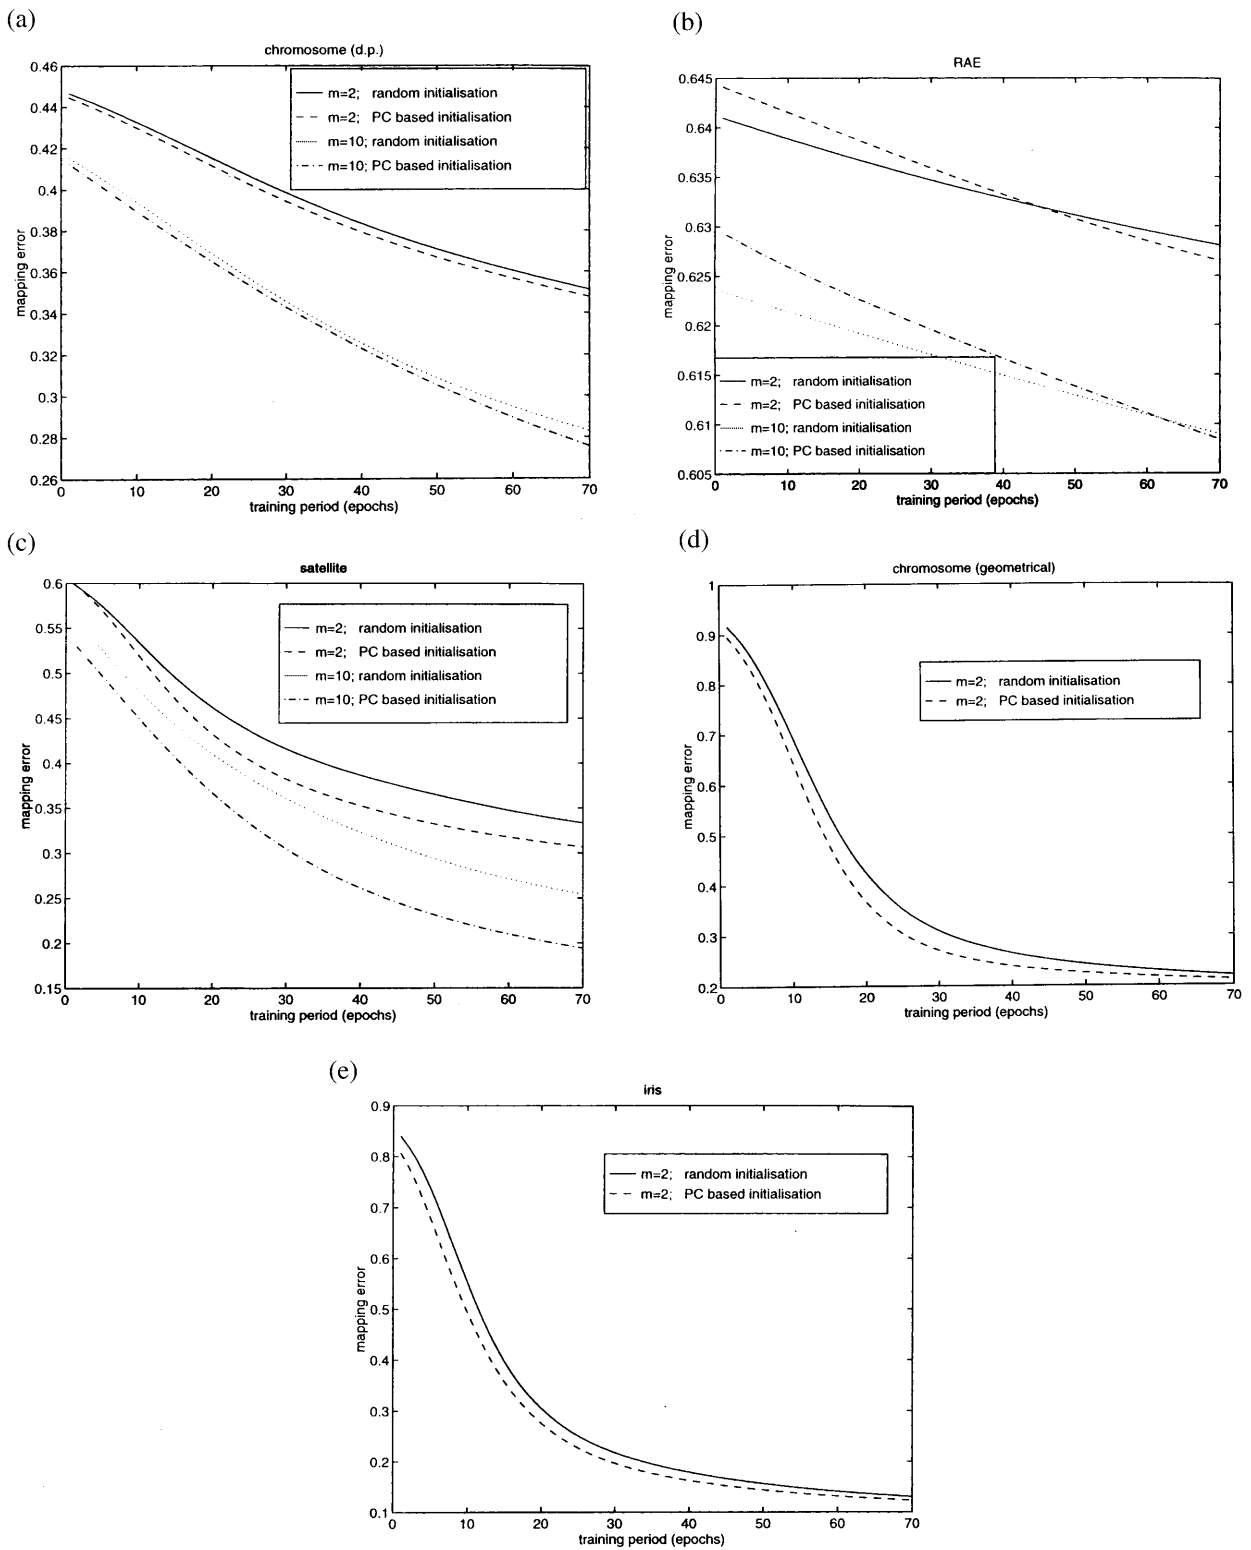 (a)
chromosome (d.p.)
0.46
0.44
0.42
0.4
0.38
0.36
0.34
0.32
0.3
0.28
0.26
mapping error
m=2; random initialisation
m=2; PC based initialisation
m=10; random initialisation
m=10; PC based initialisation
0 10 20 30 40 50 60 70
training period (epochs)
(b)
RAE
0.645
0.64
0.635
0.63
0.625
0.62
0.615
0.61
0.605
mapping error
m=2; random initialisation
m=2; PC based initialisation
m=10; random initialisation
m=10; PC based initialisation
0 10 20 30 40 50 60 70
training period (epochs)
(c)
satellite
0.6
0.55
0.5
0.45
0.4
0.35
0.3
0.25
0.2
0.15
mapping error
m=2; random initialisation
m=2; PC based initialisation
m=10; random initialisation
m=10; PC based initialisation
0 10 20 30 40 50 60 70
training period (epochs)
(d)
chromosome (geometrical)
1
0.9
0.8
0.7
0.6
0.5
0.4
0.3
0.2
mapping error
m=2; random initialisation
m=2; PC based initialisation
0 10 20 30 40 50 60 70
training period (epochs)
(e)
iris
0.9
0.8
0.7
0.6
0.5
0.4
0.3
0.2
0.1
mapping error
m=2; random initialisation
m=2; PC based initialisation
0 10 20 30 40 50 60 70
training period (epochs)